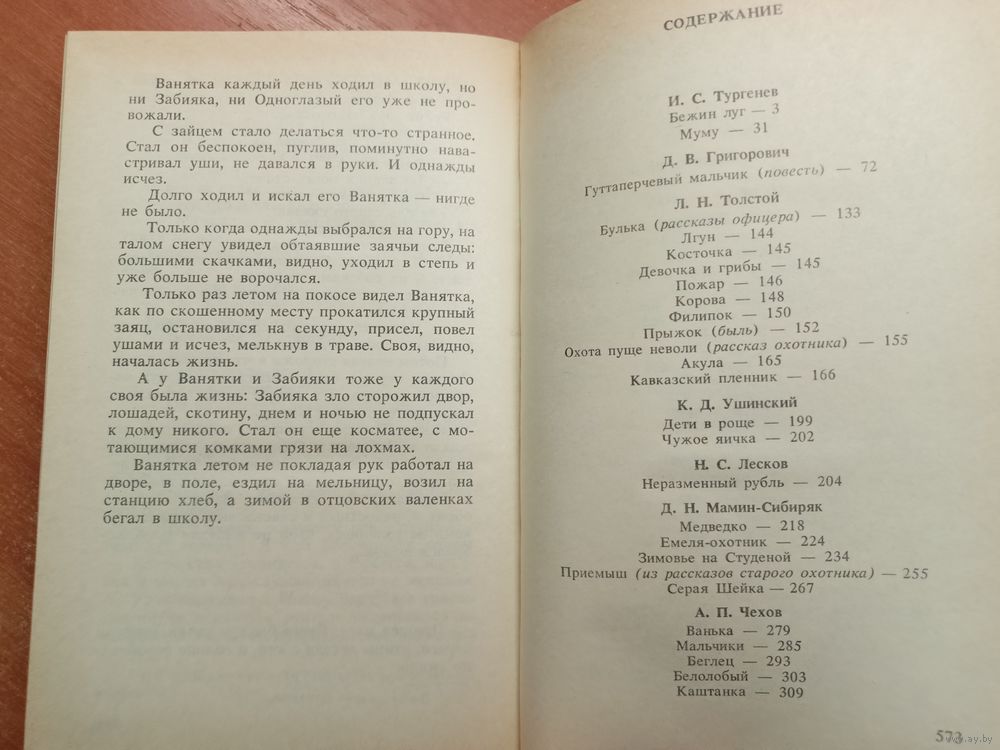 Ванятка каждый день ходил в школу, но
ни Забияка, ни Одноглазый его уже не про-
вожали.
С зайцем стало делаться что-то странное.
Стал он беспокоен, пуглив, поминутно нава-
стривал уши, не давался в руки. И однажды
исчез.
Долго ходил и искал его Ванятка — нигде
не было.
Только когда однажды выбрался на гору, на
талом снегу увидел обтаявшие заячьи следы:
большими скачками, видно, уходил в степь и
уже больше не ворочался.
Только раз летом на покосе видел Ванятка,
как по скошенному месту прокатился крупный
заяц, остановился на секунду, присел, повел
ушами и исчез, мелькнув в траве. Своя, видно,
началась жизнь.
А у Ванятки и Забияки тоже у каждого
своя была жизнь: Забияка зло сторожил двор,
лошадей, скотину, днем и ночью не подпускал
к дому никого. Стал он еще косматее, с мо-
тающимися комками грязи на лохмах.
Ванятка летом не покладая рук работал на
дворе, в поле, ездил на мельницу, возил на
станцию хлеб, а зимой в отцовских валенках
бегал в школу.
СОДЕРЖАНИЕ
И. С. Тургенев
Бежин луг — 3
Муму — 31
Д. В. Григорович
Гуттаперчевый мальчик (повесть) — 72
Л. Н. Толстой
Булька (рассказы офицера) — 133
Лгун — 144
Косточка — 145
Девочка и грибы — 145
Пожар — 146
Корова — 148
Филипок — 150
Прыжок (быль) — 152
Охота пуще неволи (рассказ охотника) — 155
Акула — 165
Кавказский пленник — 166
К. Д. Ушинский
Дети в роще — 199
Чужое яичко — 202
Н. С. Лесков
Неразменный рубль — 204
Д. Н. Мамин-Сибиряк
Медведко — 218
Емеля-охотник — 224
Зимовье на Студеной — 234
Приемыш (из рассказов старого охотника) — 255
Серая Шейка — 267
А. П. Чехов
Ванька — 279
Мальчики — 285
Беглец — 293
Белолобый — 303
Каштанка — 309
573
www.ay.by